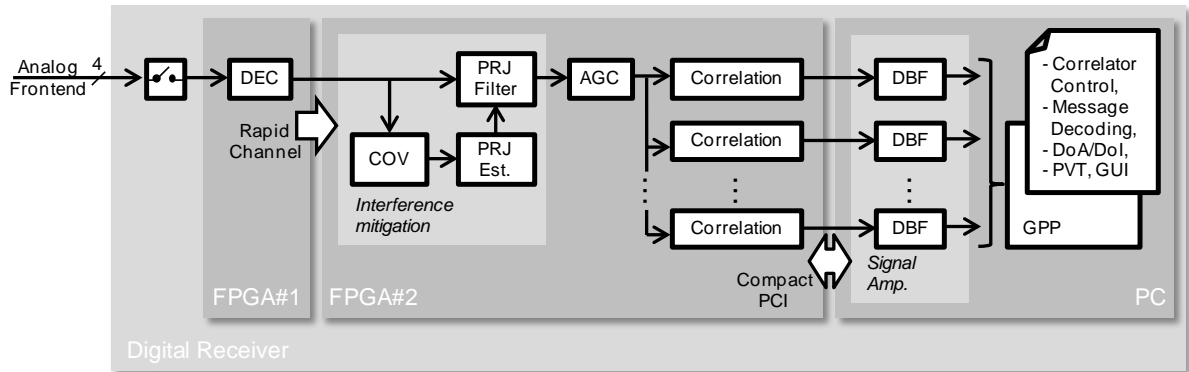 Analog
Frontend
4
DEC
Rapid
Channel
PRJ
Filter
COV
PRJ
Est.
Interference
mitigation
AGC
Correlation
Correlation
Correlation
DBF
DBF
DBF
Signal
Amp.
Compact
PCI
- Correlator
Control,
- Message
Decoding,
- DoA/DoI,
- PVT, GUI
GPP
FPGA#1
FPGA#2
PC
Digital Receiver